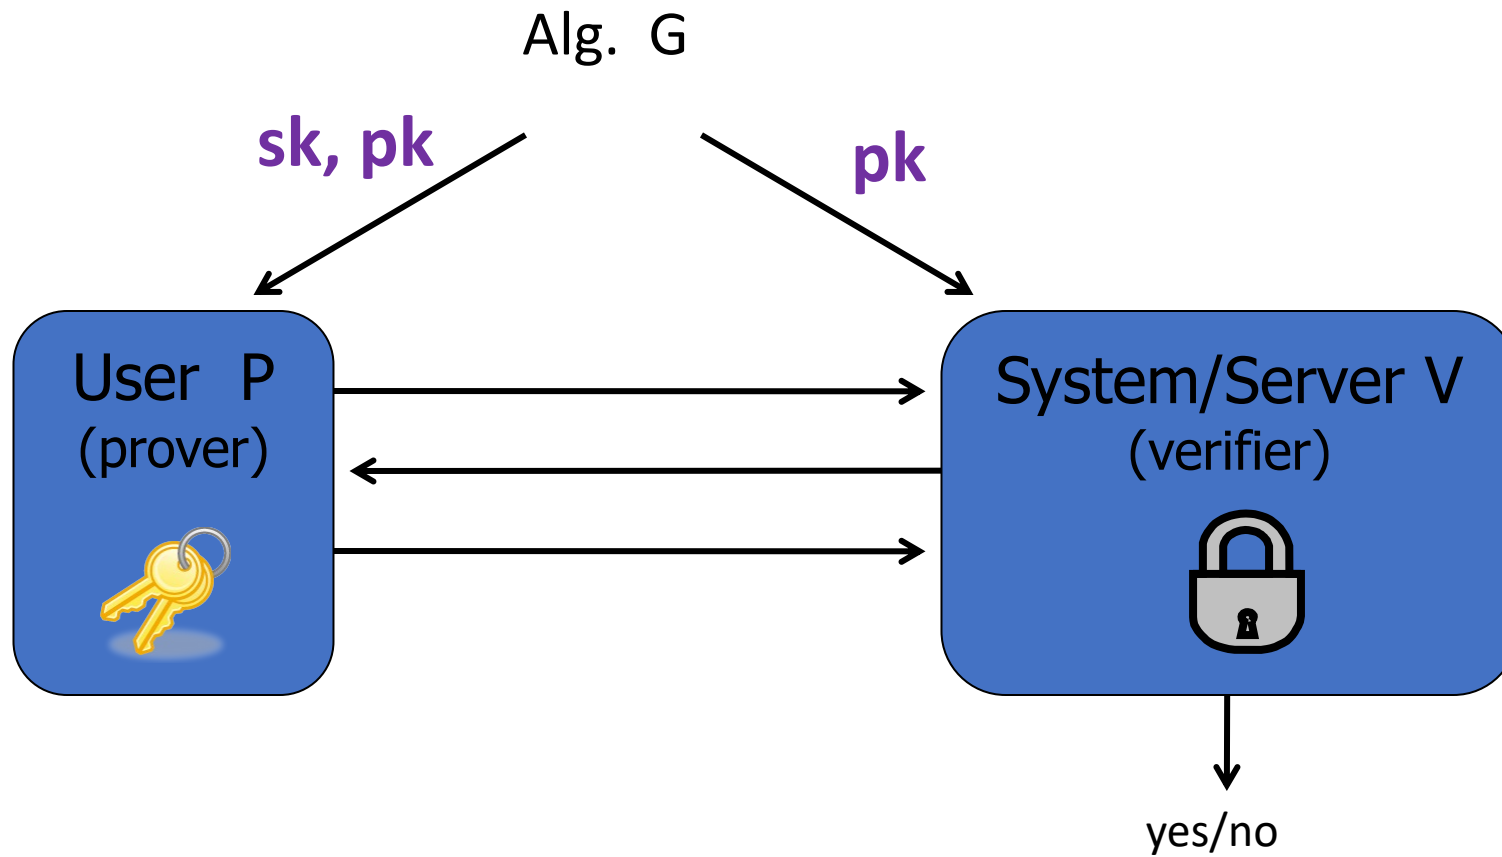 Alg. G
sk, pk
pk
User P
(prover)
System/Server V
(verifier)
yes/no